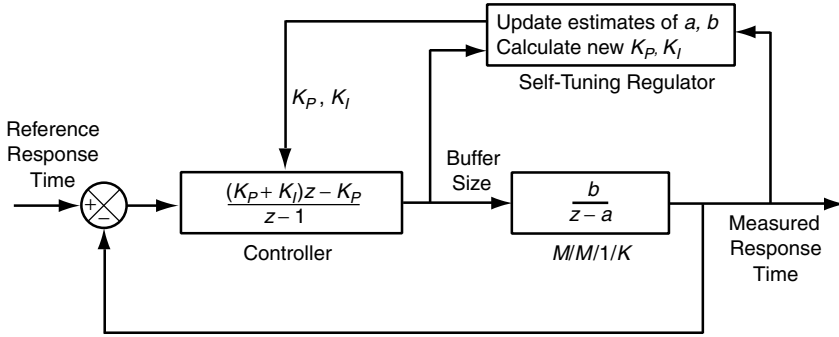 Update estimates of a, b
Calculate new K_P, K_I
Self-Tuning Regulator
K_P , K_I
Reference
Response
Time
+
−
(K_P + K_I)z − K_P
z − 1
Controller
Buffer
Size
b
z − a
M/M/1/K
Measured
Response
Time